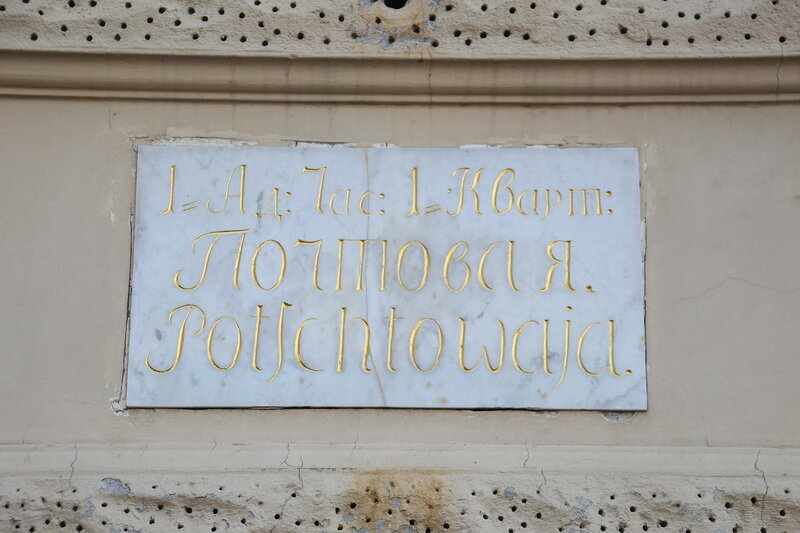 1= Ад: Час: 1= Кварт:
Почтовая.
Potſchtowaja.